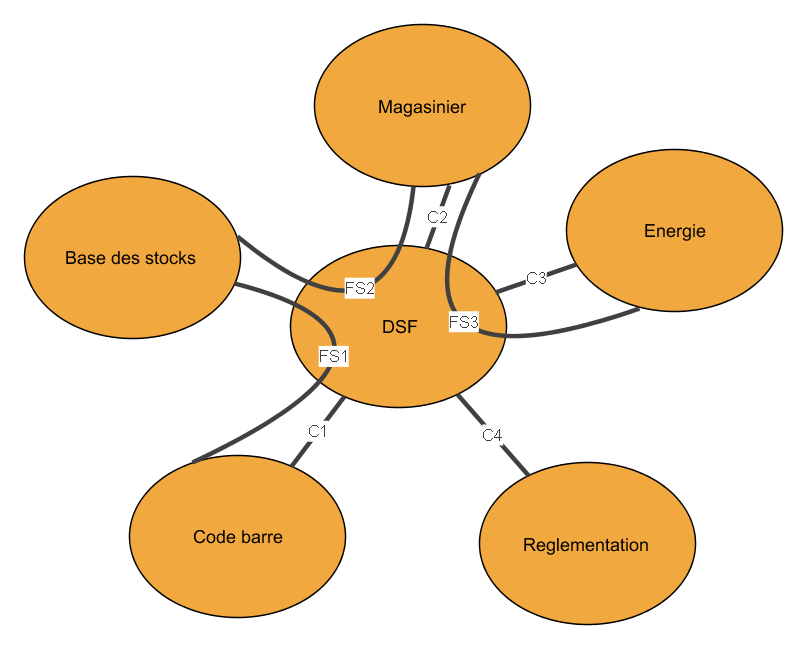 Magasinier
C2
Energie
Base des stocks
C3
FS2
FS3
DSF
FS1
C1
C4
Code barre
Reglementation